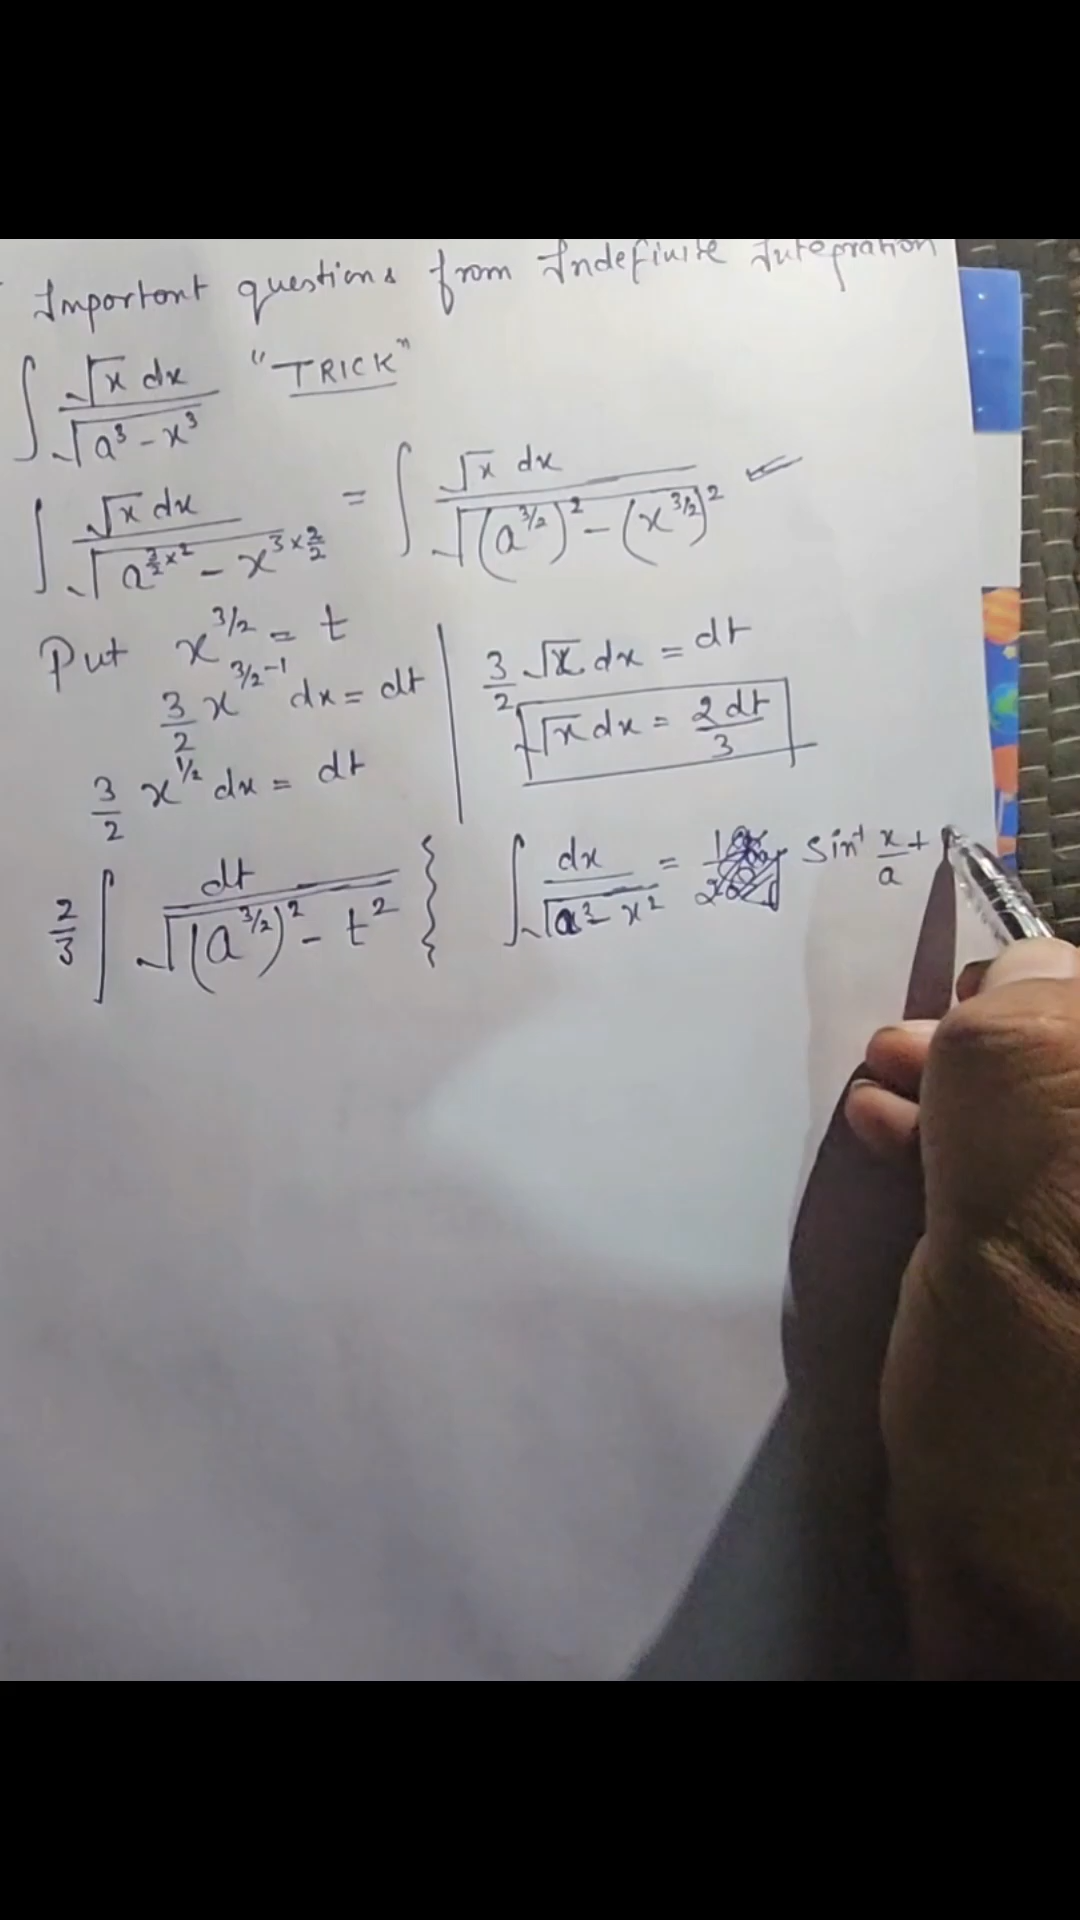 Important questions from Indefinite Integration
∫ √x dx / √(a³ - x³) "TRICK"
∫ √x dx / √(a^(3/2 × 2) - x^(3 × 2/2)) = ∫ √x dx / √((a^(3/2))² - (x^(3/2))²)
Put x^(3/2) = t
3/2 x^(3/2 - 1) dx = dt
3/2 x^(1/2) dx = dt
3/2 √x dx = dt
√x dx = 2dt/3
2/3 ∫ dt / √((a^(3/2))² - t²)
∫ dx / √(a² - x²) = sin⁻¹ x/a +